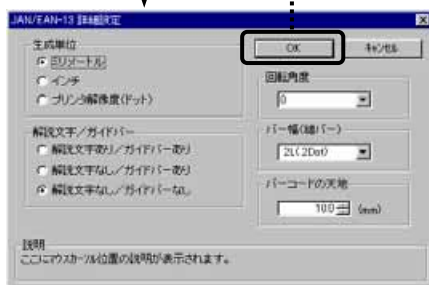 JAN/EAN-13 詳細設定
生成単位
ミリメートル
インチ
プリンタ解像度(ドット)
解説文字/ガイドバー
解説文字あり/ガイドバーあり
解説文字なし/ガイドバーあり
解説文字なし/ガイドバーなし
OK
キャンセル
回転角度
0
バー幅(細バー)
2L(2Dot)
バーコードの天地
10.0 (mm)
説明
ここにマウスカーソル位置の説明が表示されます。